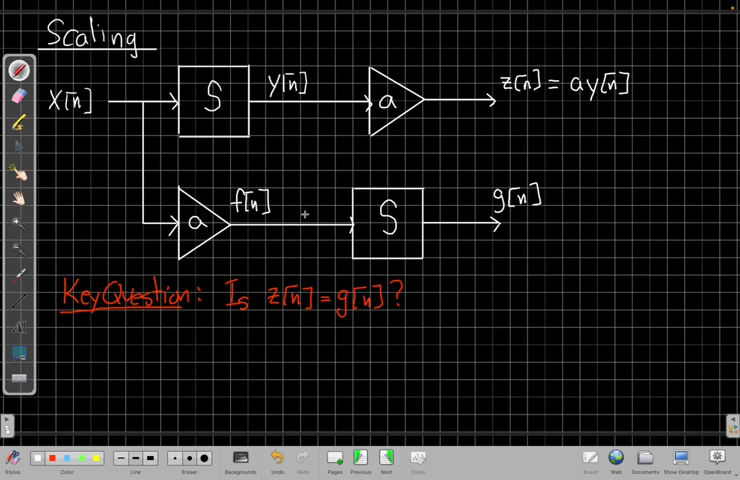 Scaling
X[n]
S
y[n]
a
z[n] = ay[n]
a
f[n]
S
g[n]
Key Question: Is z[n] = g[n] ?
Stylus
Color
Line
Eraser
Backgrounds
Undo
Redo
Pages
Previous
Next
Erase
Board
Web
Documents
Show Desktop
OpenBoard